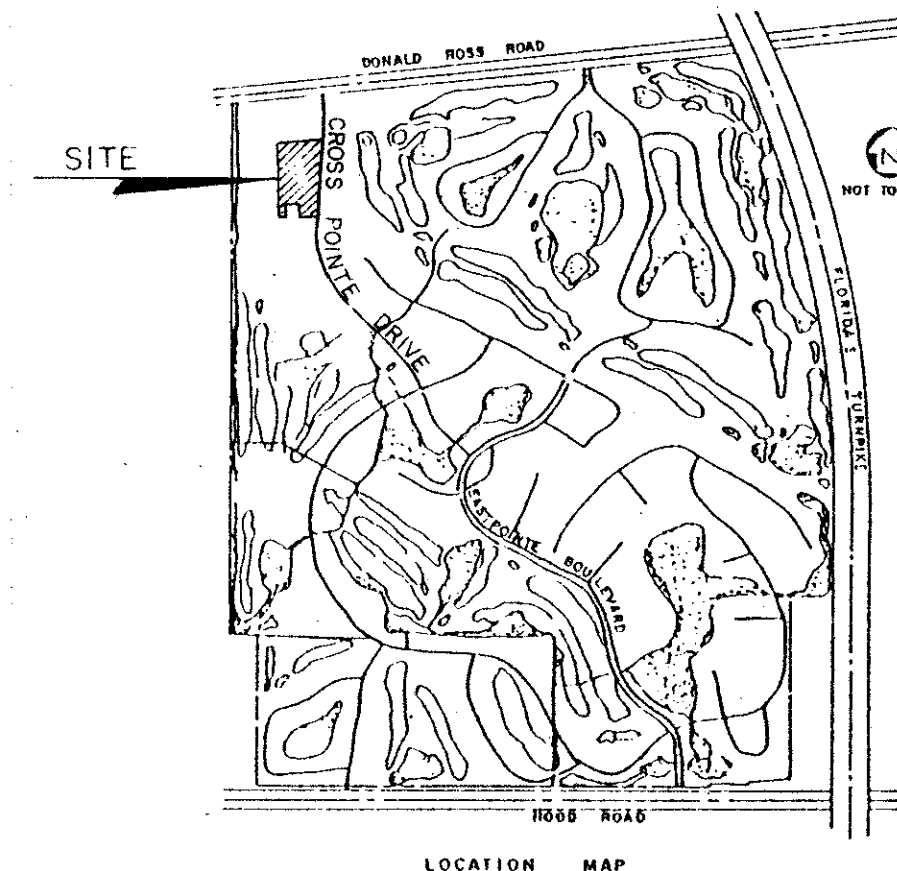 DONALD ROSS ROAD
SITE
CROSS POINTE DRIVE
N
NOT TO
FLORIDA'S TURNPIKE
EASTPOINTE BOULEVARD
HOOD ROAD
LOCATION MAP